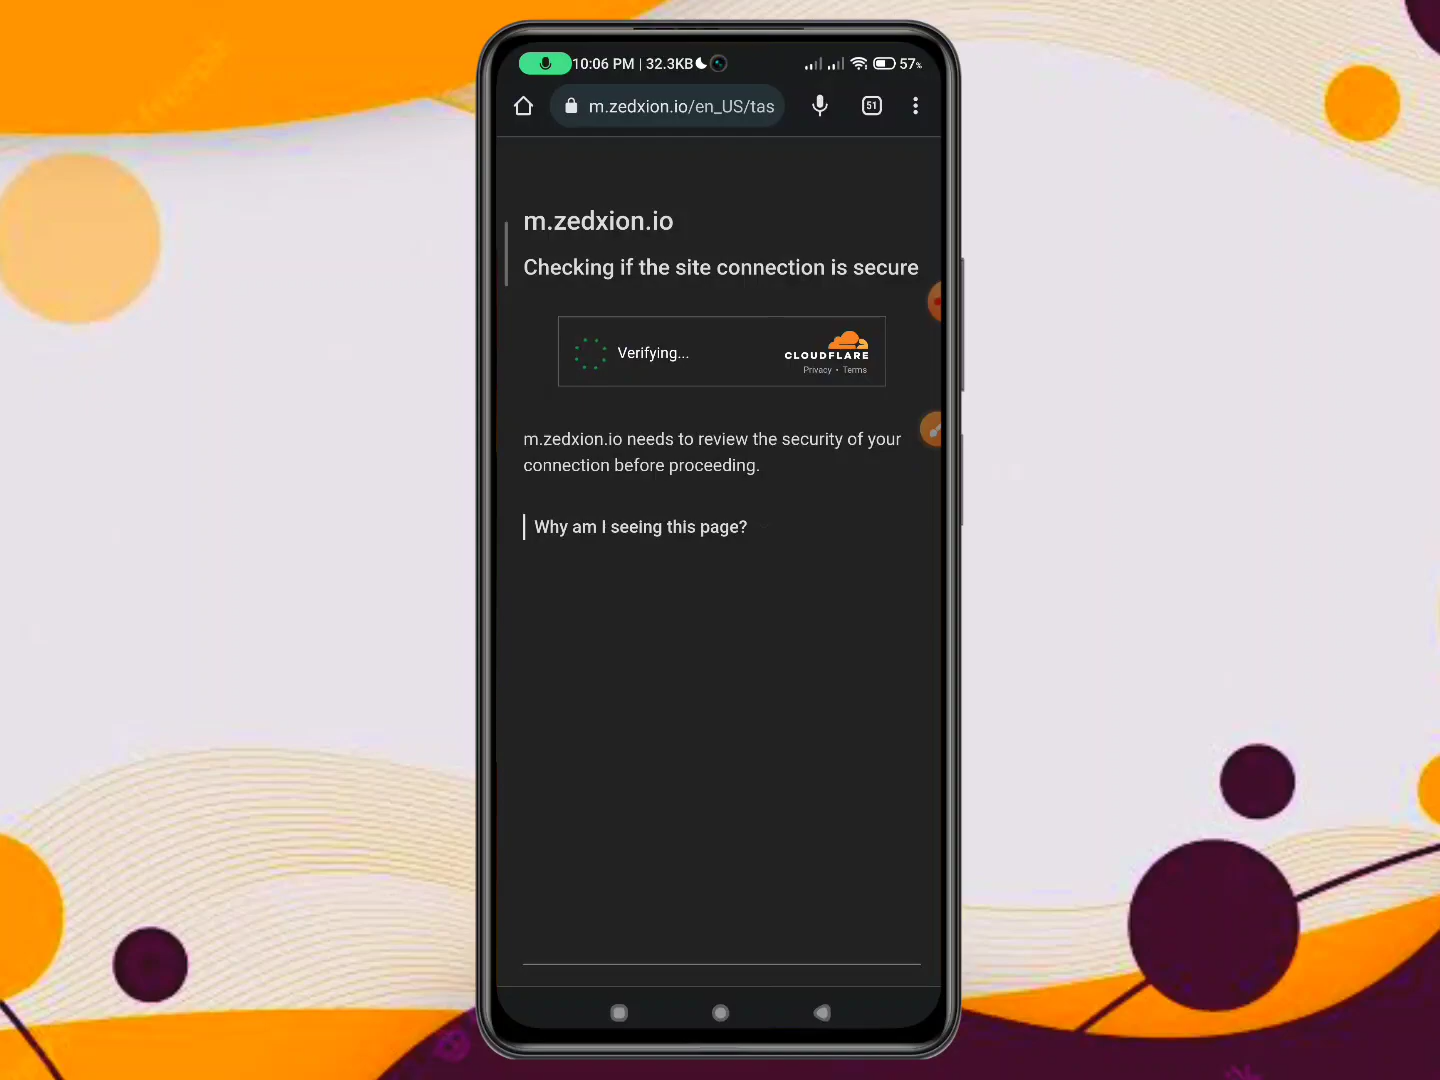 10:06 PM | 32.3KB 57%
m.zedxion.io/en_US/tas 51
m.zedxion.io
Checking if the site connection is secure
Verifying...
CLOUDFLARE
Privacy • Terms
m.zedxion.io needs to review the security of your
connection before proceeding.
Why am I seeing this page?